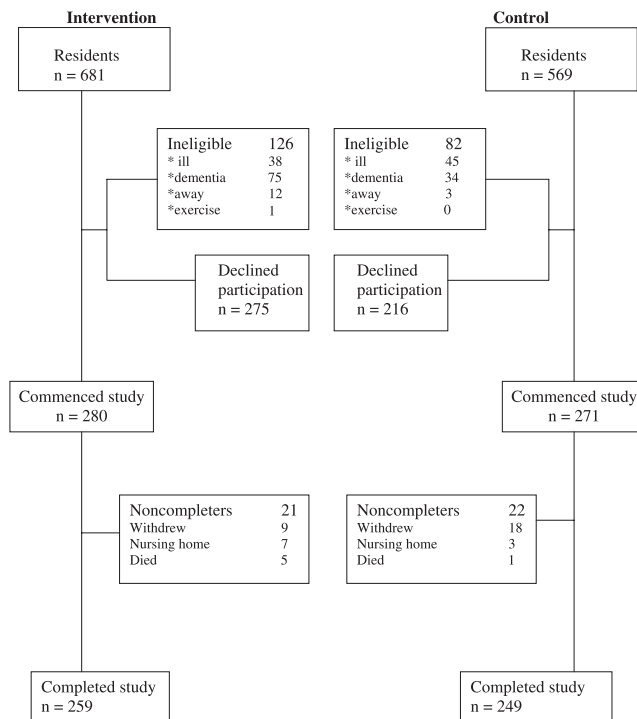 Intervention
Control
Residents
n = 681
Residents
n = 569
Ineligible 126
* ill 38
*dementia 75
*away 12
*exercise 1
Ineligible 82
* ill 45
*dementia 34
*away 3
*exercise 0
Declined
participation
n = 275
Declined
participation
n = 216
Commenced study
n = 280
Commenced study
n = 271
Noncompleters 21
Withdrew 9
Nursing home 7
Died 5
Noncompleters 22
Withdrew 18
Nursing home 3
Died 1
Completed study
n = 259
Completed study
n = 249